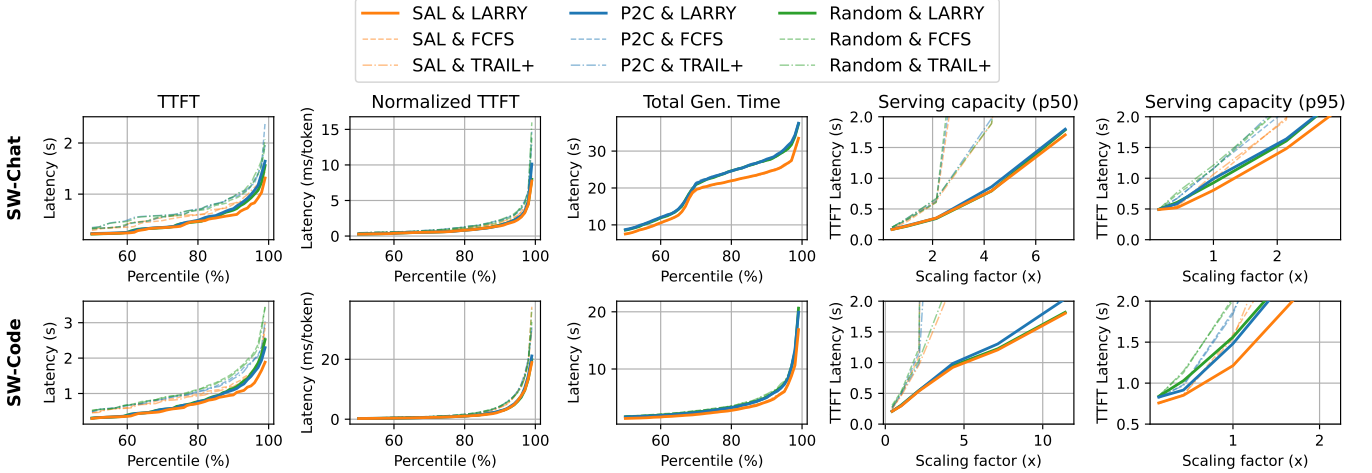 SAL & LARRY
P2C & LARRY
Random & LARRY
SAL & FCFS
P2C & FCFS
Random & FCFS
SAL & TRAIL+
P2C & TRAIL+
Random & TRAIL+
SW-Chat
TTFT
Latency (s)
2
1
60 80 100
Percentile (%)
Normalized TTFT
Latency (ms/token)
15
10
5
0
60 80 100
Percentile (%)
Total Gen. Time
Latency (s)
30
20
10
60 80 100
Percentile (%)
Serving capacity (p50)
TTFT Latency (s)
2.0
1.5
1.0
0.5
0.0
2 4 6
Scaling factor (x)
Serving capacity (p95)
TTFT Latency (s)
2.0
1.5
1.0
0.5
0.0
1 2
Scaling factor (x)
SW-Code
Latency (s)
3
2
1
60 80 100
Percentile (%)
Latency (ms/token)
20
0
60 80 100
Percentile (%)
Latency (s)
20
10
60 80 100
Percentile (%)
TTFT Latency (s)
2.0
1.5
1.0
0.5
0.0
0 5 10
Scaling factor (x)
TTFT Latency (s)
2.0
1.5
1.0
0.5
1 2
Scaling factor (x)